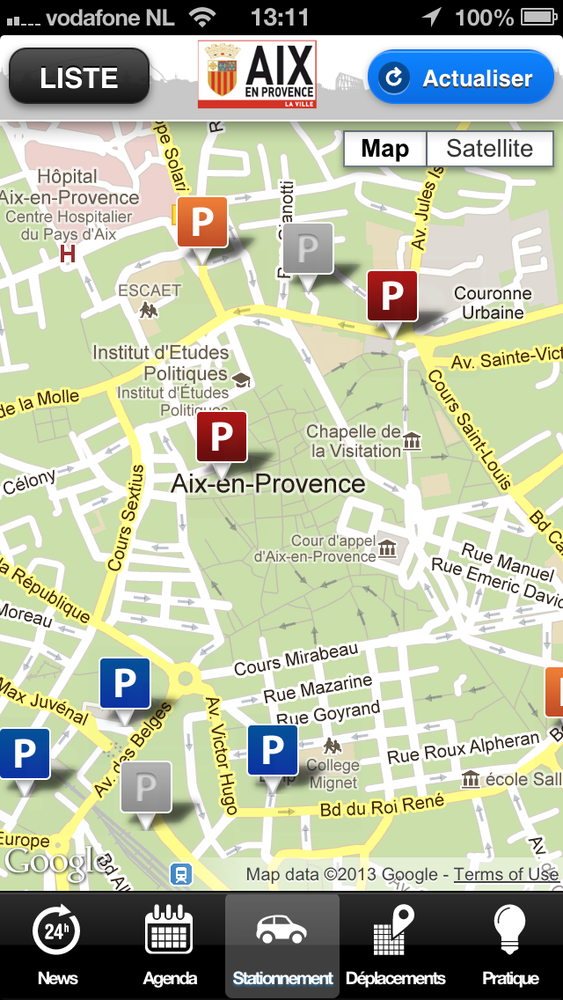 vodafone NL 13:11 100%
LISTE
AIX
EN PROVENCE
LA VILLE
Actualiser
Map Satellite
Hôpital
Aix-en-Provence
Centre Hospitalier
du Pays d'Aix
H
ope Solari
P
P
P
Av. Jules Is
Couronne
Urbaine
ESCAET
Institut d'Etudes
Politiques
Institut d'Études
Politiques
Av. Sainte-Vict
de la Molle
Cours Saint-Louis
P
Chapelle de
la Visitation
Aix-en-Provence
Célony
Cours Sextius
Cour d'appel
d'Aix-en-Provence
Rue Manuel
Rue Emeric David
Bd Ca
la République
Moreau
Cours Mirabeau
P
Rue Mazarine
Rue Goyrand
Max Juvénal
Av. des Belges
Av. Victor Hugo
P
P
College
Mignet
Rue Roux Alpheran
école Sall
P
Bd du Roi René
Europe
Bd Al
Av.
Google
Map data ©2013 Google - Terms of Use
24h
News Agenda Stationnement Déplacements Pratique